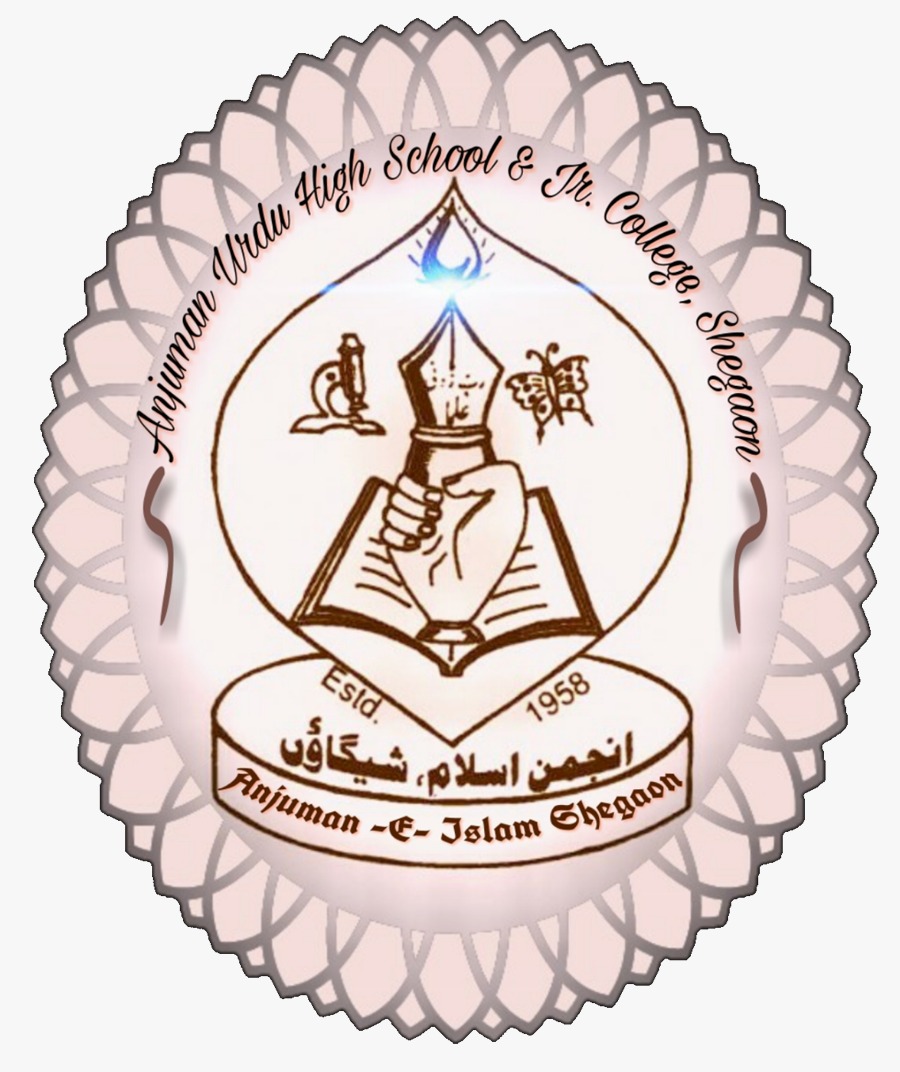 Anjuman Urdu High School & Jr. College, Shegaon
Estd. 1958
انجمن اسلام، شیگاؤں
Anjuman -E- Islam Shegaon